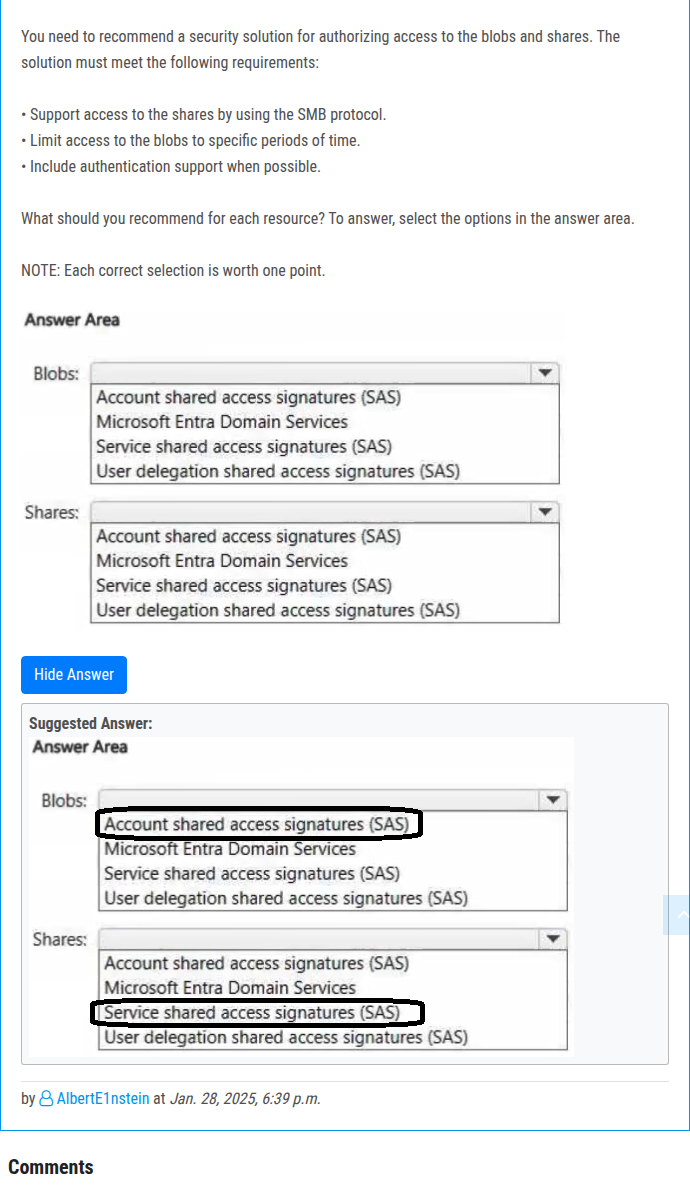 You need to recommend a security solution for authorizing access to the blobs and shares. The
solution must meet the following requirements:
• Support access to the shares by using the SMB protocol.
• Limit access to the blobs to specific periods of time.
• Include authentication support when possible.
What should you recommend for each resource? To answer, select the options in the answer area.
NOTE: Each correct selection is worth one point.
Answer Area
Blobs:
Account shared access signatures (SAS)
Microsoft Entra Domain Services
Service shared access signatures (SAS)
User delegation shared access signatures (SAS)
Shares:
Account shared access signatures (SAS)
Microsoft Entra Domain Services
Service shared access signatures (SAS)
User delegation shared access signatures (SAS)
Hide Answer
Suggested Answer:
Answer Area
Blobs:
Account shared access signatures (SAS)
Microsoft Entra Domain Services
Service shared access signatures (SAS)
User delegation shared access signatures (SAS)
Shares:
Account shared access signatures (SAS)
Microsoft Entra Domain Services
Service shared access signatures (SAS)
User delegation shared access signatures (SAS)
by AlbertE1nstein at Jan. 28, 2025, 6:39 p.m.
Comments